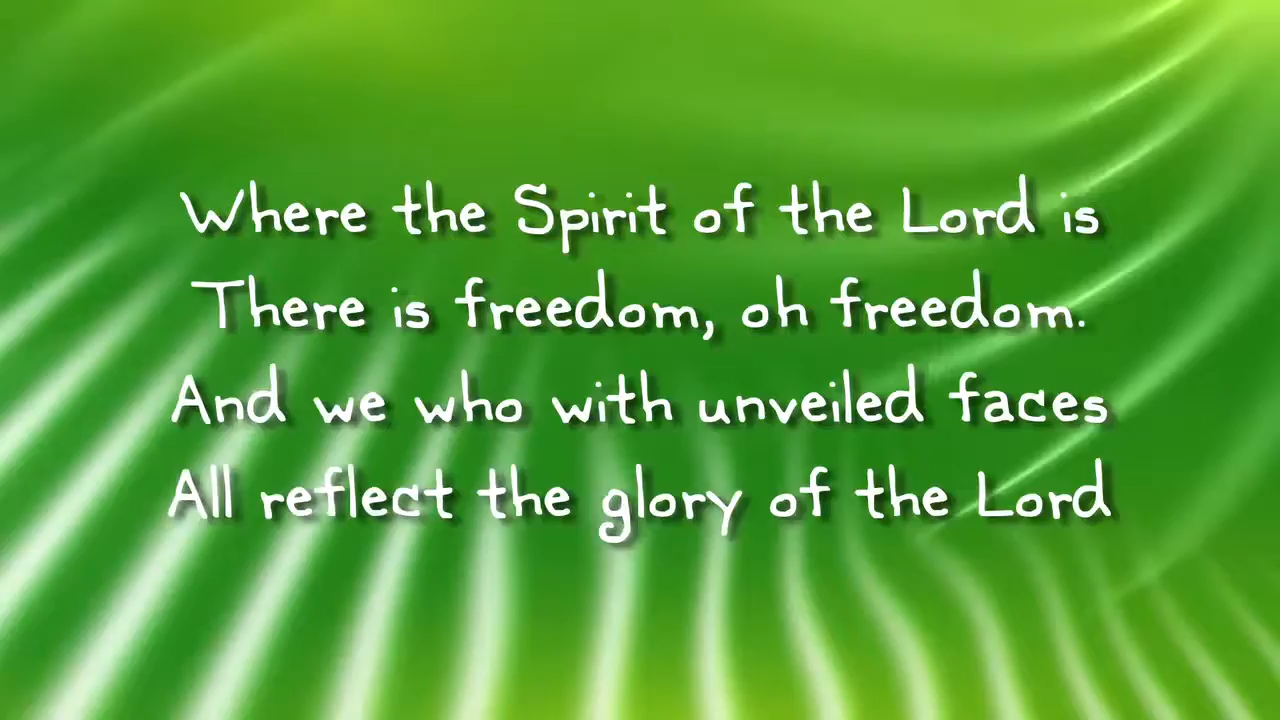 Where the Spirit of the Lord is
There is freedom, oh freedom.
And we who with unveiled faces
All reflect the glory of the Lord